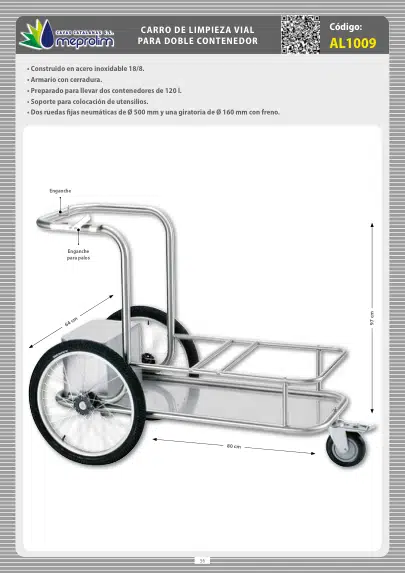 CAYAG CATALUNYA S.L.
meprolim
CARRO DE LIMPIEZA VIAL
PARA DOBLE CONTENEDOR
Código:
AL1009
• Construido en acero inoxidable 18/8.
• Armario con cerradura.
• Preparado para llevar dos contenedores de 120 l.
• Soporte para colocación de utensilios.
• Dos ruedas fijas neumáticas de Ø 500 mm y una giratoria de Ø 160 mm con freno.
Enganche
Enganche
para palas
64 cm
97 cm
80 cm